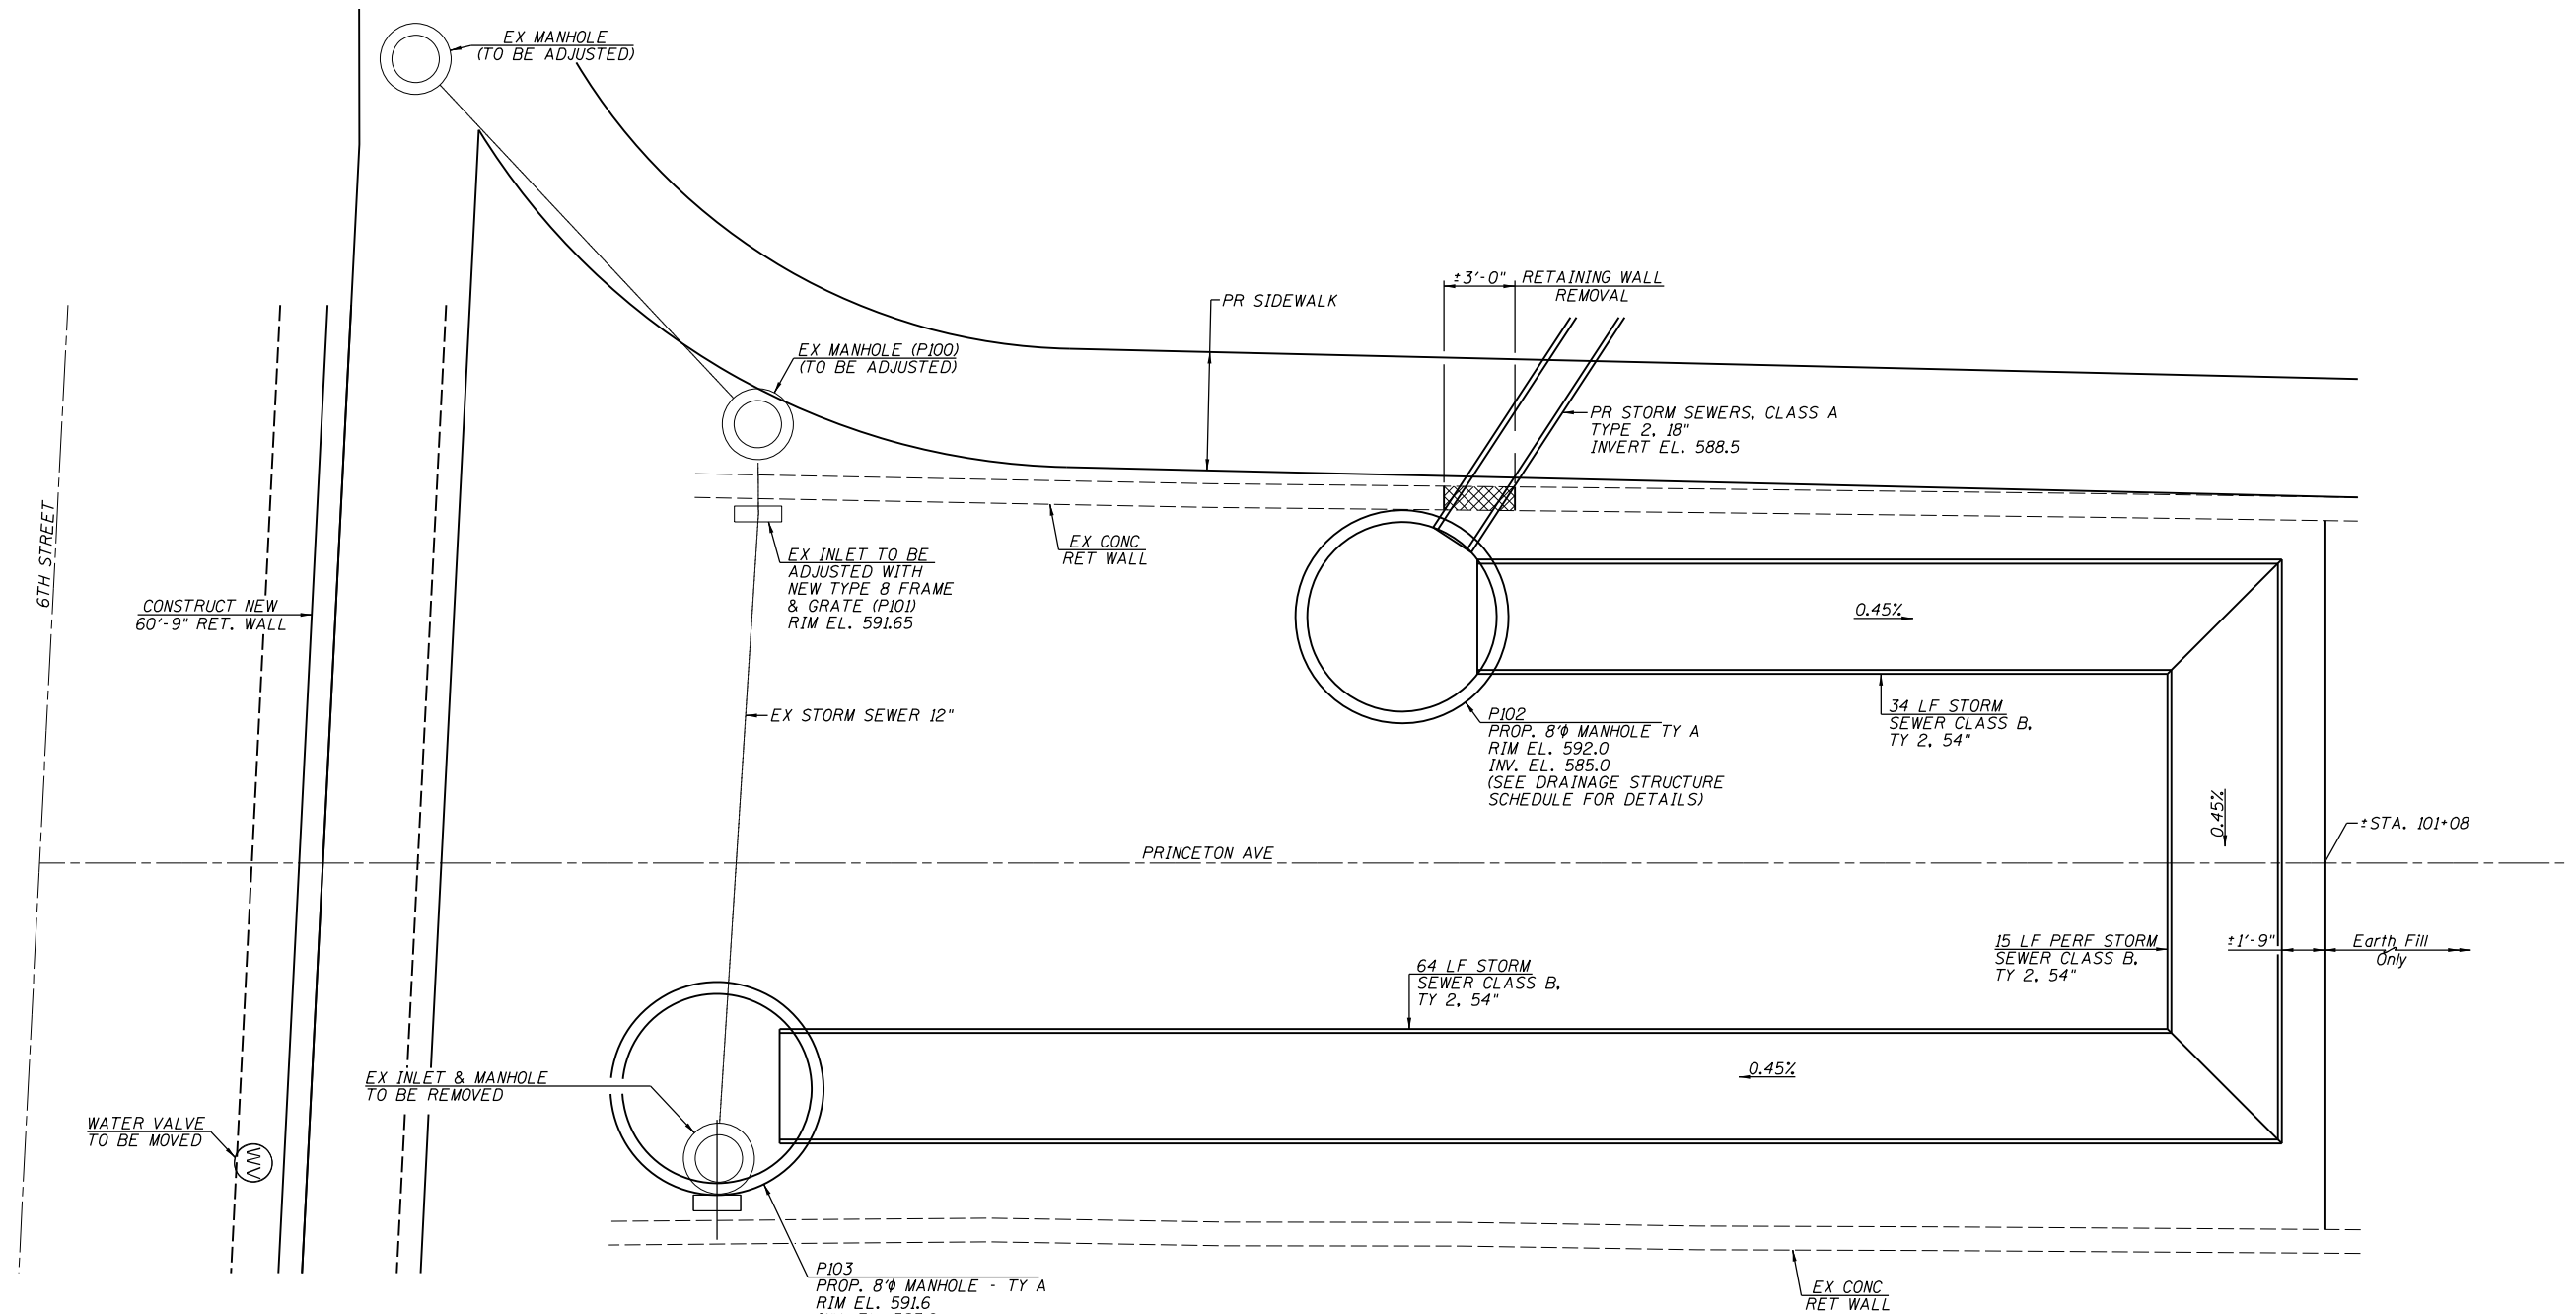 EX MANHOLE
(TO BE ADJUSTED)
±3'-0" RETAINING WALL
REMOVAL
PR SIDEWALK
EX MANHOLE (P100)
(TO BE ADJUSTED)
PR STORM SEWERS, CLASS A
TYPE 2, 18"
INVERT EL. 588.5
6TH STREET
EX CONC
RET WALL
EX INLET TO BE
ADJUSTED WITH
NEW TYPE 8 FRAME
& GRATE (P101)
RIM EL. 591.65
CONSTRUCT NEW
60'-9" RET. WALL
0.45%
EX STORM SEWER 12"
P102
PROP. 8'φ MANHOLE TY A
RIM EL. 592.0
INV. EL. 585.0
(SEE DRAINAGE STRUCTURE
SCHEDULE FOR DETAILS)
34 LF STORM
SEWER CLASS B,
TY 2, 54"
0.45%
±STA. 101+08
PRINCETON AVE
15 LF PERF STORM
SEWER CLASS B,
TY 2, 54"
±1'-9"
Earth Fill
Only
64 LF STORM
SEWER CLASS B,
TY 2, 54"
0.45%
EX INLET & MANHOLE
TO BE REMOVED
WATER VALVE
TO BE MOVED
WV
P103
PROP. 8'φ MANHOLE - TY A
RIM EL. 591.6
EX CONC
RET WALL